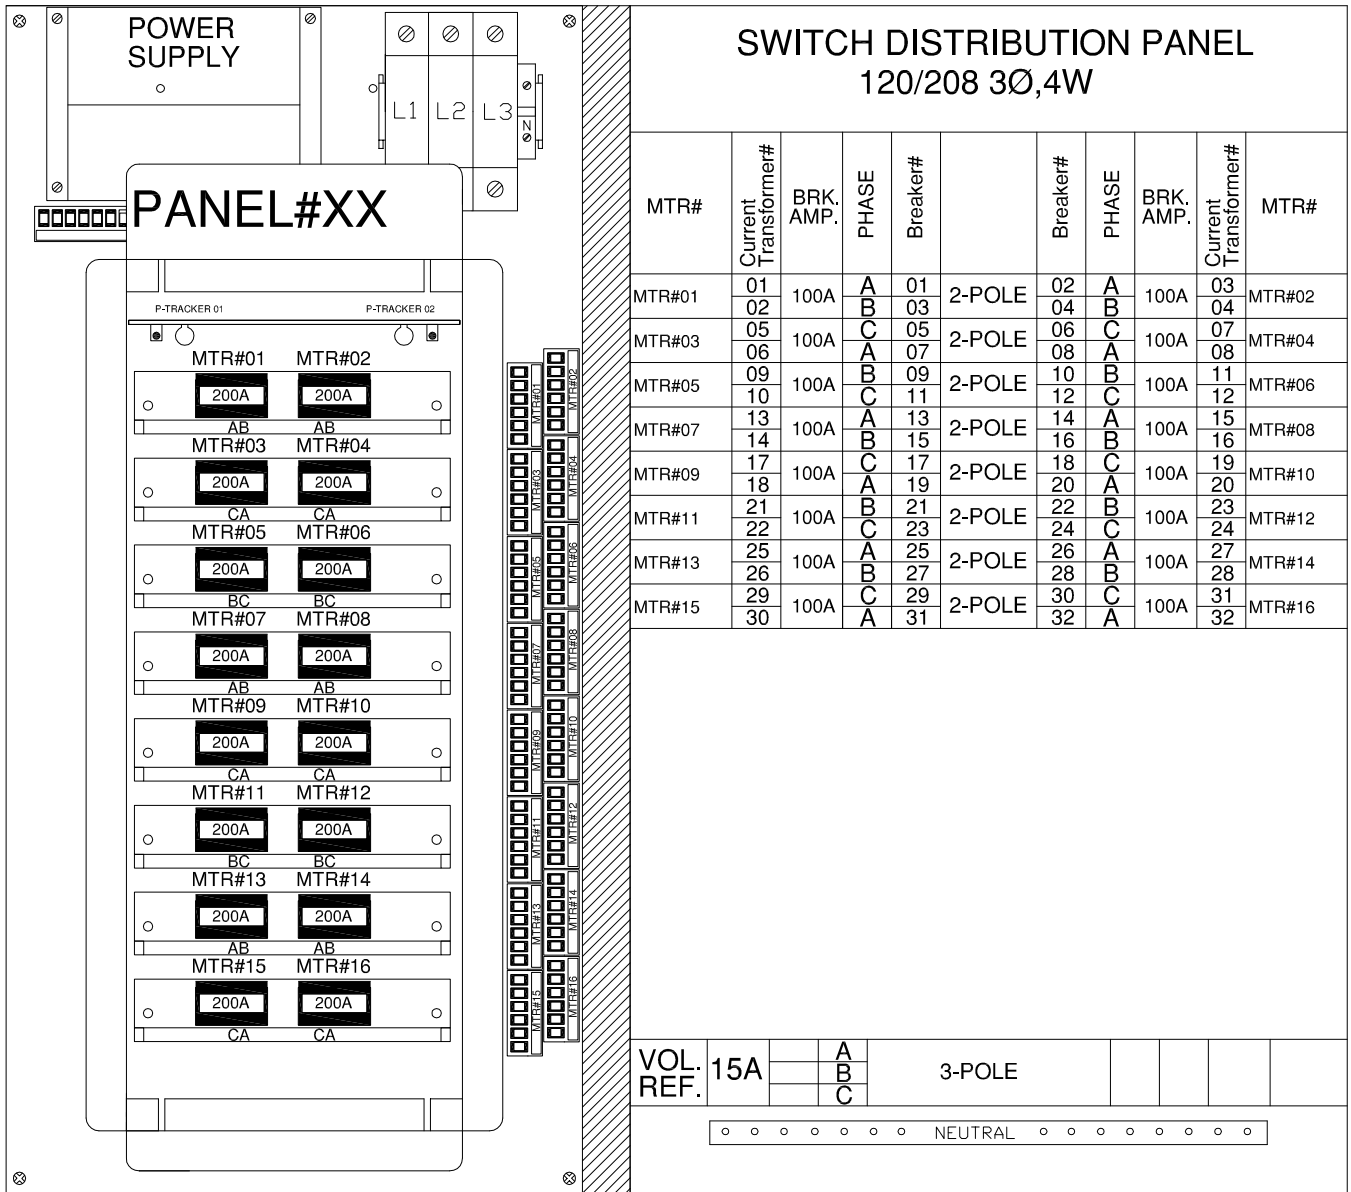 POWER
SUPPLY
L1 L2 L3
N
PANEL#XX
P-TRACKER 01 P-TRACKER 02
MTR#01 MTR#02
200A 200A
AB AB
MTR#03 MTR#04
200A 200A
CA CA
MTR#05 MTR#06
200A 200A
BC BC
MTR#07 MTR#08
200A 200A
AB AB
MTR#09 MTR#10
200A 200A
CA CA
MTR#11 MTR#12
200A 200A
BC BC
MTR#13 MTR#14
200A 200A
AB AB
MTR#15 MTR#16
200A 200A
CA CA
MTR#01
MTR#02
MTR#03
MTR#04
MTR#05
MTR#06
MTR#07
MTR#08
MTR#09
MTR#10
MTR#11
MTR#12
MTR#13
MTR#14
MTR#15
MTR#16
SWITCH DISTRIBUTION PANEL
120/208 3Ø,4W
MTR# Current Transformer# BRK. AMP. PHASE Breaker# Breaker# PHASE BRK. AMP. Current Transformer# MTR#
MTR#01 01 100A A 01 2-POLE 02 A 100A 03 MTR#02
02 B 03 04 B 04
MTR#03 05 100A C 05 2-POLE 06 C 100A 07 MTR#04
06 A 07 08 A 08
MTR#05 09 100A B 09 2-POLE 10 B 100A 11 MTR#06
10 C 11 12 C 12
MTR#07 13 100A A 13 2-POLE 14 A 100A 15 MTR#08
14 B 15 16 B 16
MTR#09 17 100A C 17 2-POLE 18 C 100A 19 MTR#10
18 A 19 20 A 20
MTR#11 21 100A B 21 2-POLE 22 B 100A 23 MTR#12
22 C 23 24 C 24
MTR#13 25 100A A 25 2-POLE 26 A 100A 27 MTR#14
26 B 27 28 B 28
MTR#15 29 100A C 29 2-POLE 30 C 100A 31 MTR#16
30 A 31 32 A 32
VOL. REF. 15A A 3-POLE
B
C
NEUTRAL